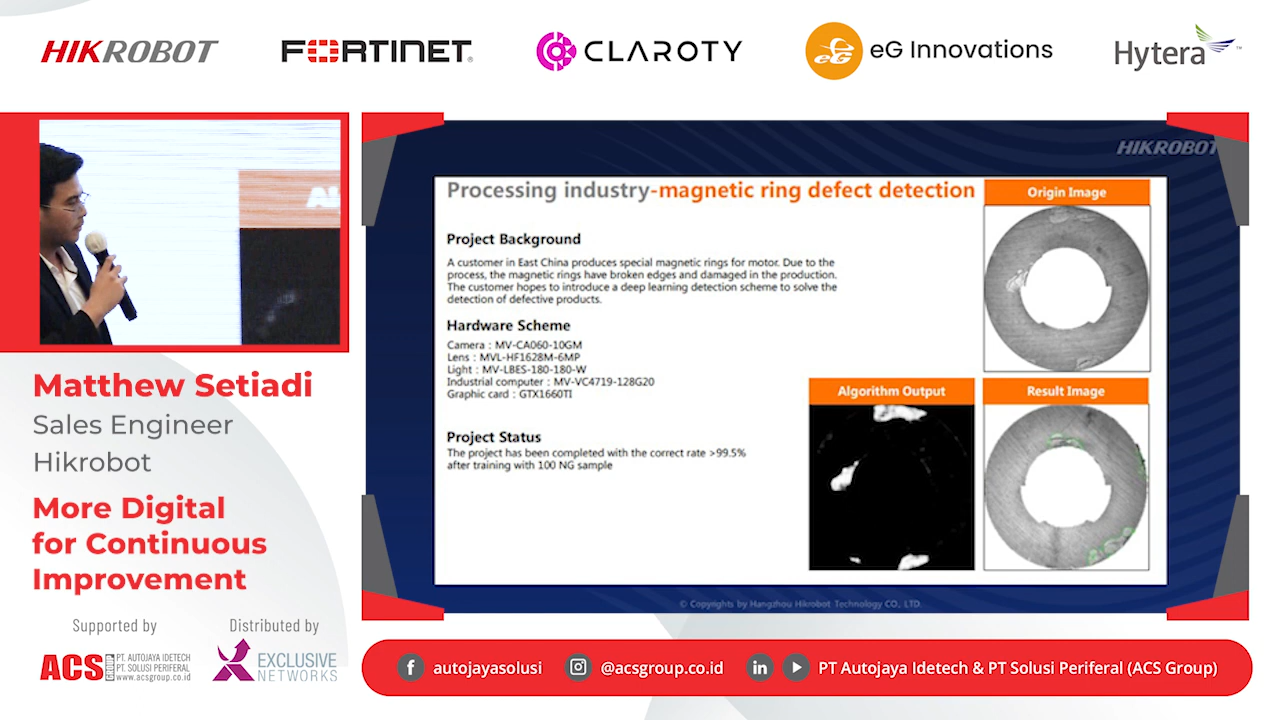 HIKROBOT
FORTINET
CLAROTY
eG Innovations
Hytera
HIKROBOT
Processing industry-magnetic ring defect detection
Origin Image
Project Background
A customer in East China produces special magnetic rings for motor. Due to the
process, the magnetic rings have broken edges and damaged in the production.
The customer hopes to introduce a deep learning detection scheme to solve the
detection of defective products.
Hardware Scheme
Camera : MV-CA060-10GM
Lens : MVL-HF1628M-6MP
Light : MV-LBES-180-180-W
Industrial computer : MV-VC4719-128G20
Graphic card : GTX1660TI
Algorithm Output
Result Image
Project Status
The project has been completed with the correct rate >99.5%
after training with 100 NG sample
© Copyrights by Hangzhou Hikrobot Technology CO., LTD.
Matthew Setiadi
Sales Engineer
Hikrobot
More Digital
for Continuous
Improvement
Supported by
ACS
PT. AUTOJAYA IDETECH
PT. SOLUSI PERIFERAL
www.acsgroup.co.id
Distributed by
EXCLUSIVE
NETWORKS
autojayasolusi
@acsgroup.co.id
PT Autojaya Idetech & PT Solusi Periferal (ACS Group)